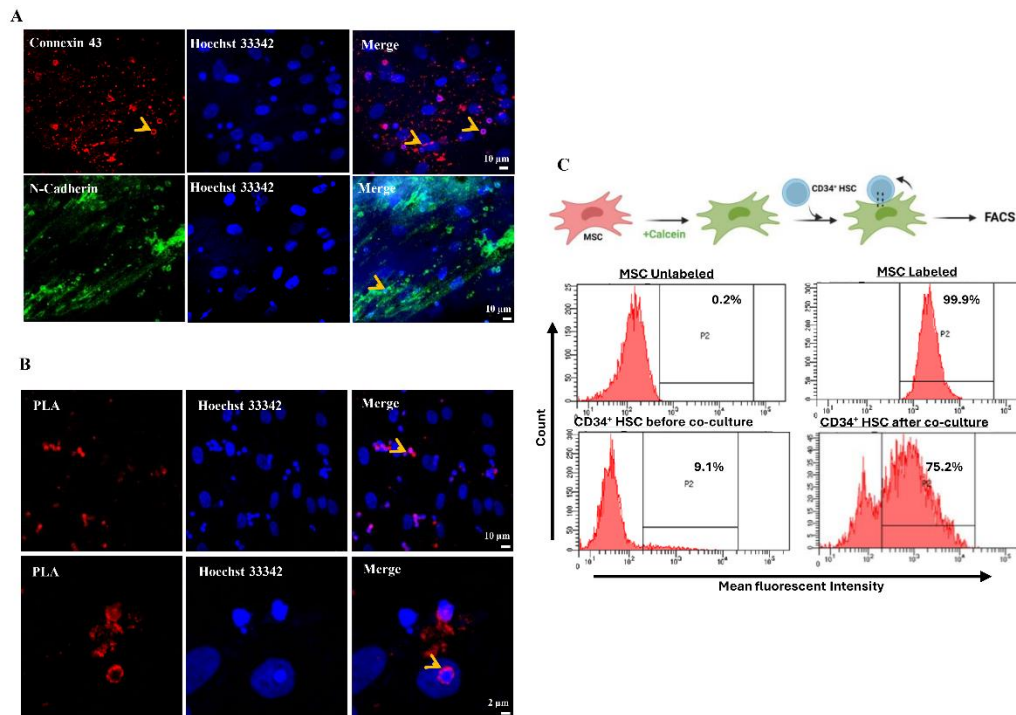 A
Connexin 43
Hoechst 33342
Merge
10 µm
N-Cadherin
Hoechst 33342
Merge
10 µm
B
PLA
Hoechst 33342
Merge
10 µm
PLA
Hoechst 33342
Merge
2 µm
C
MSC
+Calcein
CD34+ HSC
FACS
MSC Unlabeled
0.2%
P2
MSC Labeled
99.9%
P2
CD34+ HSC before co-culture
9.1%
P2
CD34+ HSC after co-culture
75.2%
P2
Count
Mean fluorescent Intensity